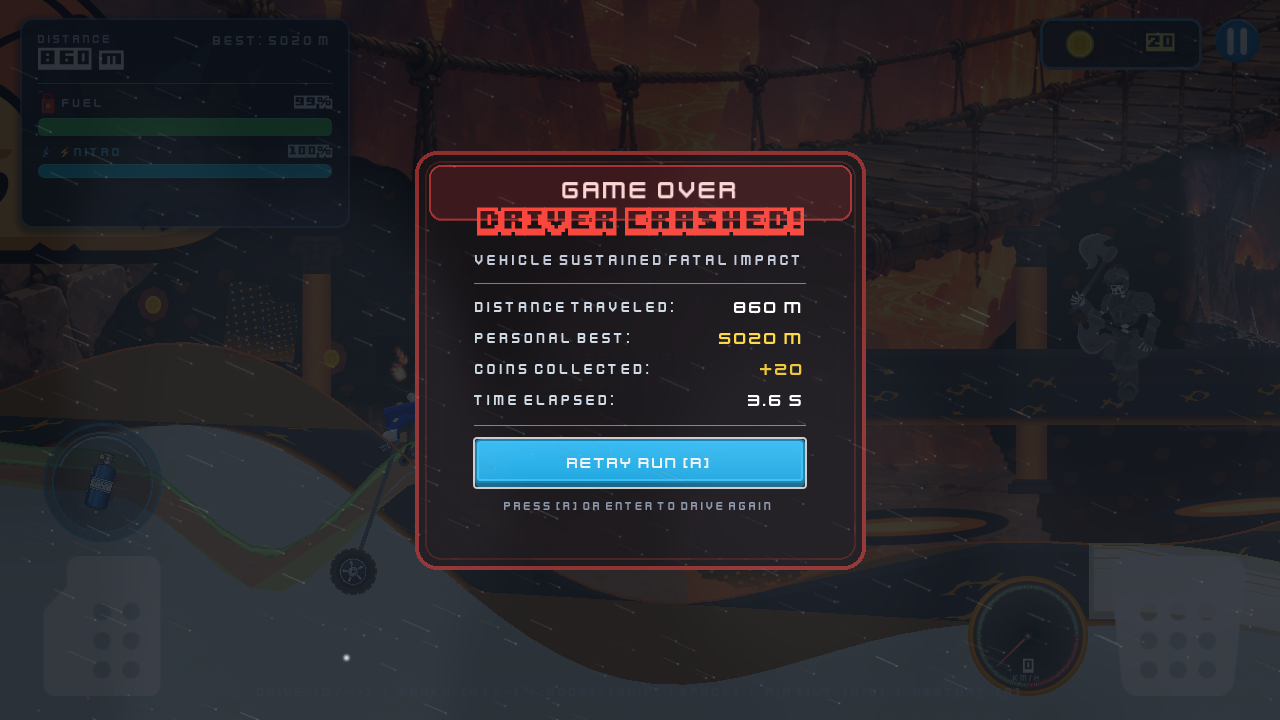 DISTANCE
BEST: 5020 M
860 m
20
FUEL
99%
⚡NITRO
100%
GAME OVER
DRIVER CRASHED!
VEHICLE SUSTAINED FATAL IMPACT
DISTANCE TRAVELED:
860 M
PERSONAL BEST:
5020 M
COINS COLLECTED:
+20
TIME ELAPSED:
3.6 S
RETRY RUN [R]
PRESS [R] OR ENTER TO DRIVE AGAIN
0
KM/H